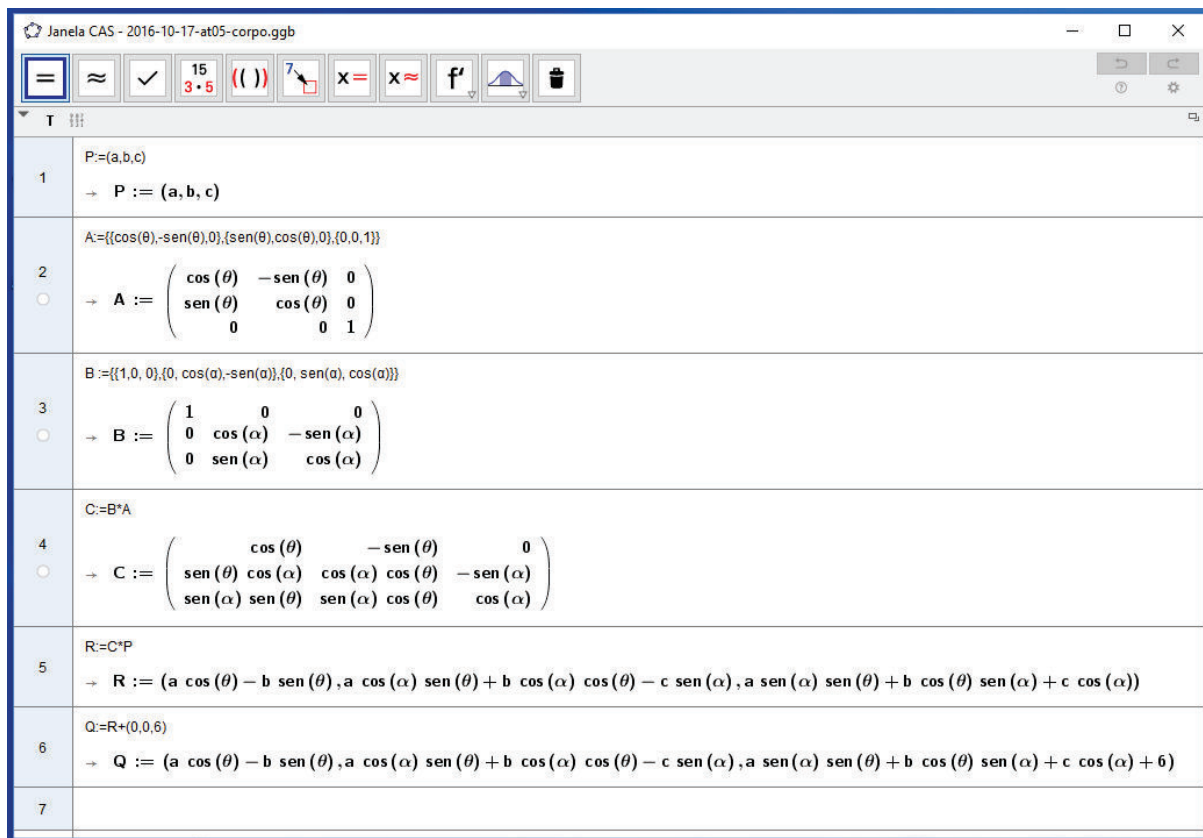 Janela CAS - 2016-10-17-at05-corpo.ggb
= ≈ ✓ 15 3·5 (( )) 7 x= x≈ f'
T
1
P:=(a,b,c)
→ P := (a, b, c)
2
A:={{cos(θ),-sen(θ),0},{sen(θ),cos(θ),0},{0,0,1}}
→ A :=
cos (θ) −sen (θ) 0
sen (θ) cos (θ) 0
0 0 1
3
B :={{1,0, 0},{0, cos(α),-sen(α)},{0, sen(α), cos(α)}}
→ B :=
1 0 0
0 cos (α) −sen (α)
0 sen (α) cos (α)
4
C:=B*A
→ C :=
cos (θ) −sen (θ) 0
sen (θ) cos (α) cos (α) cos (θ) −sen (α)
sen (α) sen (θ) sen (α) cos (θ) cos (α)
5
R:=C*P
→ R := (a cos (θ) − b sen (θ) , a cos (α) sen (θ) + b cos (α) cos (θ) − c sen (α) , a sen (α) sen (θ) + b cos (θ) sen (α) + c cos (α))
6
Q:=R+(0,0,6)
→ Q := (a cos (θ) − b sen (θ) , a cos (α) sen (θ) + b cos (α) cos (θ) − c sen (α) , a sen (α) sen (θ) + b cos (θ) sen (α) + c cos (α) + 6)
7